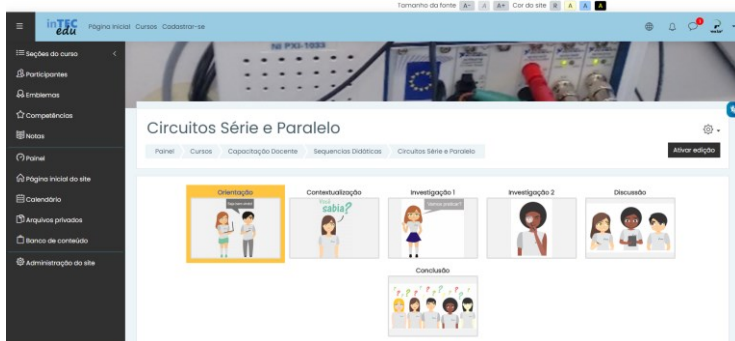 Tamanho da fonte A- A A+ Cor do site R A A A
inTEC edu
Página Inicial Cursos Cadastrar-se
Seções do curso
Participantes
Emblemas
Competências
Notas
Painel
Página inicial do site
Calendário
Arquivos privados
Banco de conteúdo
Administração do site
NI PXI-1033
Circuitos Série e Paralelo
Painel Cursos Capacitação Docente Sequencias Didáticas Circuitos Série e Paralelo
Ativar edição
Orientação Contextualização Investigação 1 Investigação 2 Discussão
Você
sabia?
Vamos praticar?
Conclusão